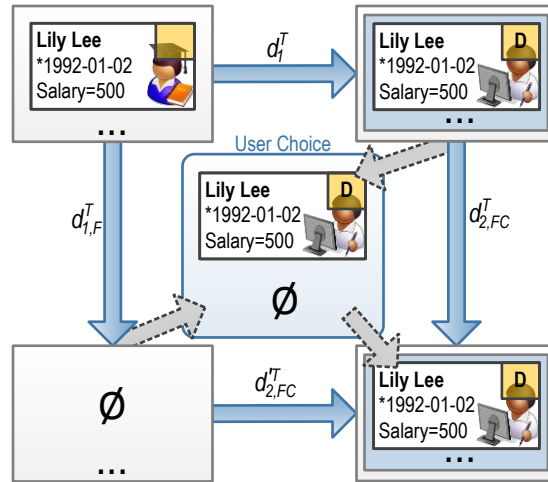 Lily Lee
*1992-01-02
Salary=500
...
d₁ᵀ
D
Lily Lee
*1992-01-02
Salary=500
...
User Choice
D
Lily Lee
*1992-01-02
Salary=500
Ø
d₁,Fᵀ
d₂,FCᵀ
Ø
...
d'₂,FCᵀ
D
Lily Lee
*1992-01-02
Salary=500
...